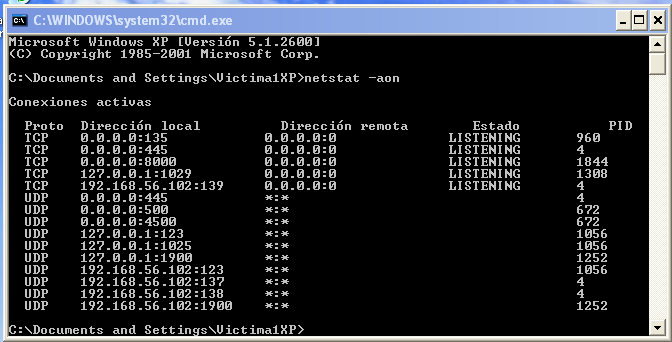 C:\WINDOWS\system32\cmd.exe
Microsoft Windows XP [Versión 5.1.2600]
(C) Copyright 1985-2001 Microsoft Corp.
C:\Documents and Settings\Victima1XP>netstat -aon
Conexiones activas
Proto Dirección local Dirección remota Estado PID
TCP 0.0.0.0:135 0.0.0.0:0 LISTENING 960
TCP 0.0.0.0:445 0.0.0.0:0 LISTENING 4
TCP 0.0.0.0:8000 0.0.0.0:0 LISTENING 1844
TCP 127.0.0.1:1029 0.0.0.0:0 LISTENING 1308
TCP 192.168.56.102:139 0.0.0.0:0 LISTENING 4
UDP 0.0.0.0:445 *:* 4
UDP 0.0.0.0:500 *:* 672
UDP 0.0.0.0:4500 *:* 672
UDP 127.0.0.1:123 *:* 1056
UDP 127.0.0.1:1025 *:* 1056
UDP 127.0.0.1:1900 *:* 1252
UDP 192.168.56.102:123 *:* 1056
UDP 192.168.56.102:137 *:* 4
UDP 192.168.56.102:138 *:* 4
UDP 192.168.56.102:1900 *:* 1252
C:\Documents and Settings\Victima1XP>